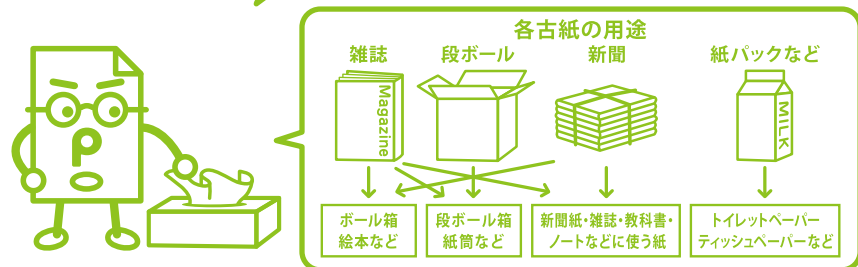 各古紙の用途
雑誌
段ボール
新聞
紙パックなど
Magazine
MILK
P
ボール箱
絵本など
段ボール箱
紙筒など
新聞紙・雑誌・教科書・
ノートなどに使う紙
トイレットペーパー
ティッシュペーパーなど